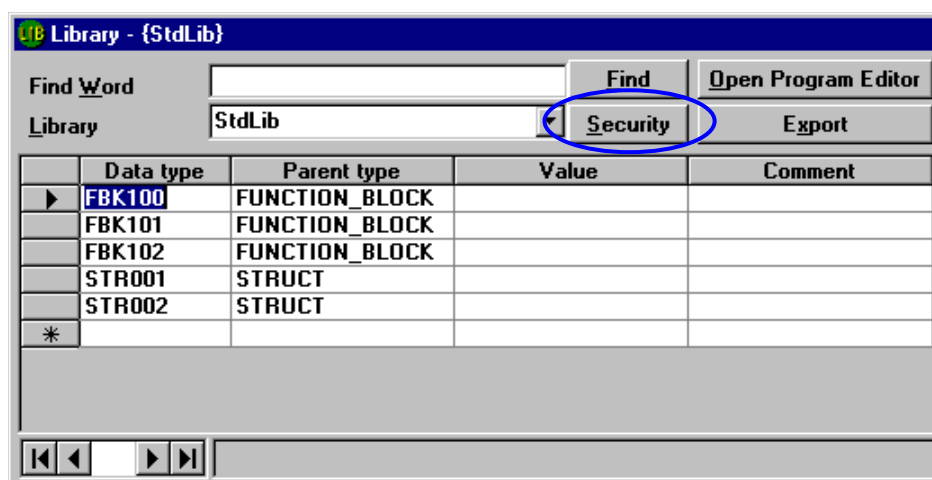 LIB Library - {StdLib}
Find Word Find Open Program Editor
Library StdLib Security Export
Data type Parent type Value Comment
FBK100 FUNCTION_BLOCK
FBK101 FUNCTION_BLOCK
FBK102 FUNCTION_BLOCK
STR001 STRUCT
STR002 STRUCT